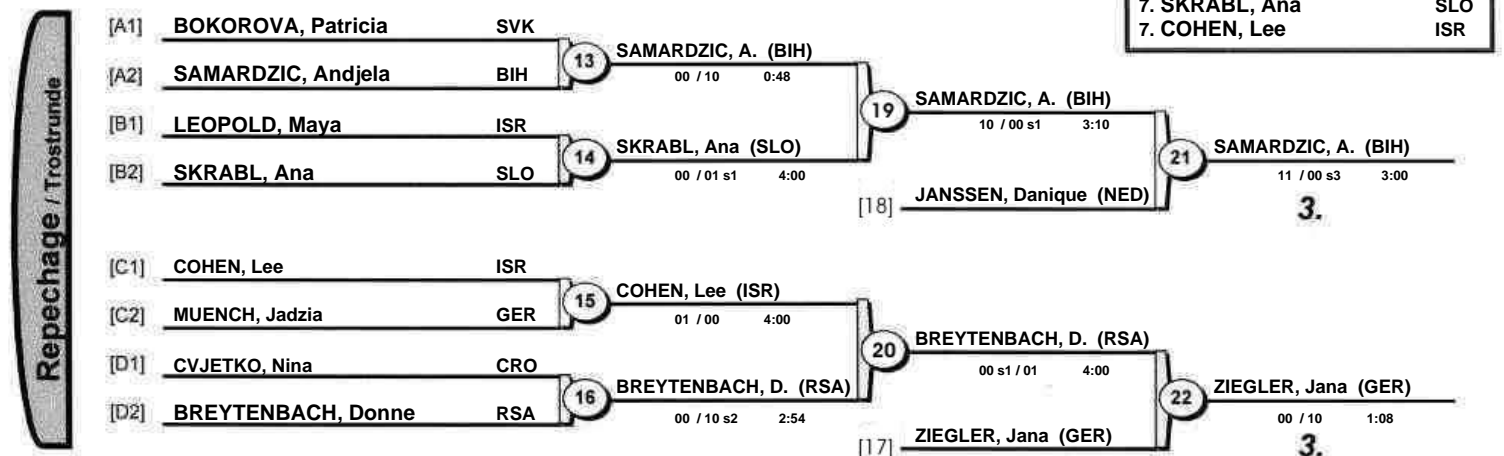 7. SKRABL, Ana SLO
7. COHEN, Lee ISR
Repechage / Trostrunde
[A1] BOKOROVA, Patricia SVK
[A2] SAMARDZIC, Andjela BIH
13 SAMARDZIC, A. (BIH)
00 / 10 0:48
[B1] LEOPOLD, Maya ISR
[B2] SKRABL, Ana SLO
14 SKRABL, Ana (SLO)
00 / 01 s1 4:00
19 SAMARDZIC, A. (BIH)
10 / 00 s1 3:10
[18] JANSSEN, Danique (NED)
21 SAMARDZIC, A. (BIH)
11 / 00 s3 3:00
3.
[C1] COHEN, Lee ISR
[C2] MUENCH, Jadzia GER
15 COHEN, Lee (ISR)
01 / 00 4:00
[D1] CVJETKO, Nina CRO
[D2] BREYTENBACH, Donne RSA
16 BREYTENBACH, D. (RSA)
00 / 10 s2 2:54
20 BREYTENBACH, D. (RSA)
00 s1 / 01 4:00
[17] ZIEGLER, Jana (GER)
22 ZIEGLER, Jana (GER)
00 / 10 1:08
3.